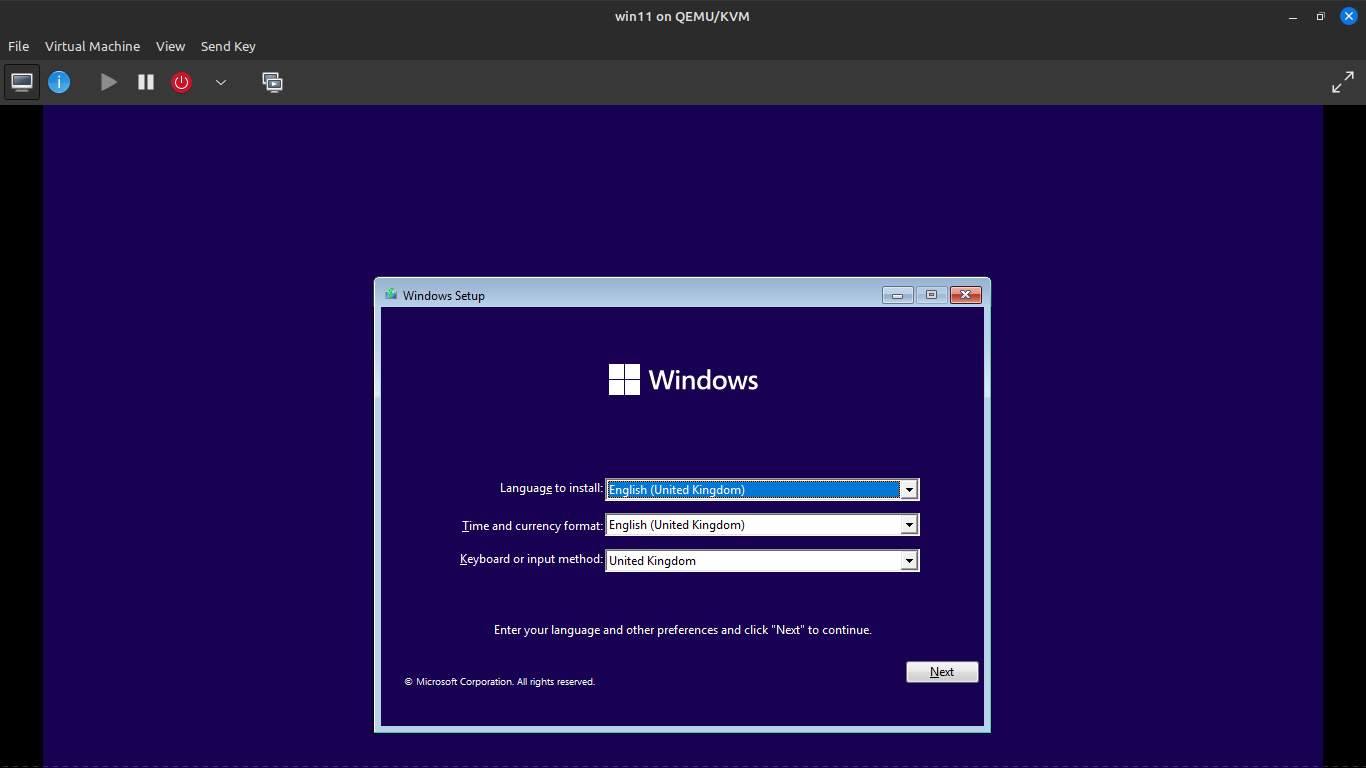 win11 on QEMU/KVM
File Virtual Machine View Send Key
Windows Setup
Windows
Language to install: English (United Kingdom)
Time and currency format: English (United Kingdom)
Keyboard or input method: United Kingdom
Enter your language and other preferences and click "Next" to continue.
Next
© Microsoft Corporation. All rights reserved.